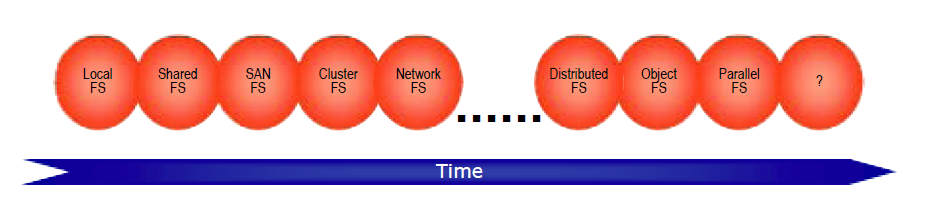 Local
FS
Shared
FS
SAN
FS
Cluster
FS
Network
FS
......
Distributed
FS
Object
FS
Parallel
FS
?
Time